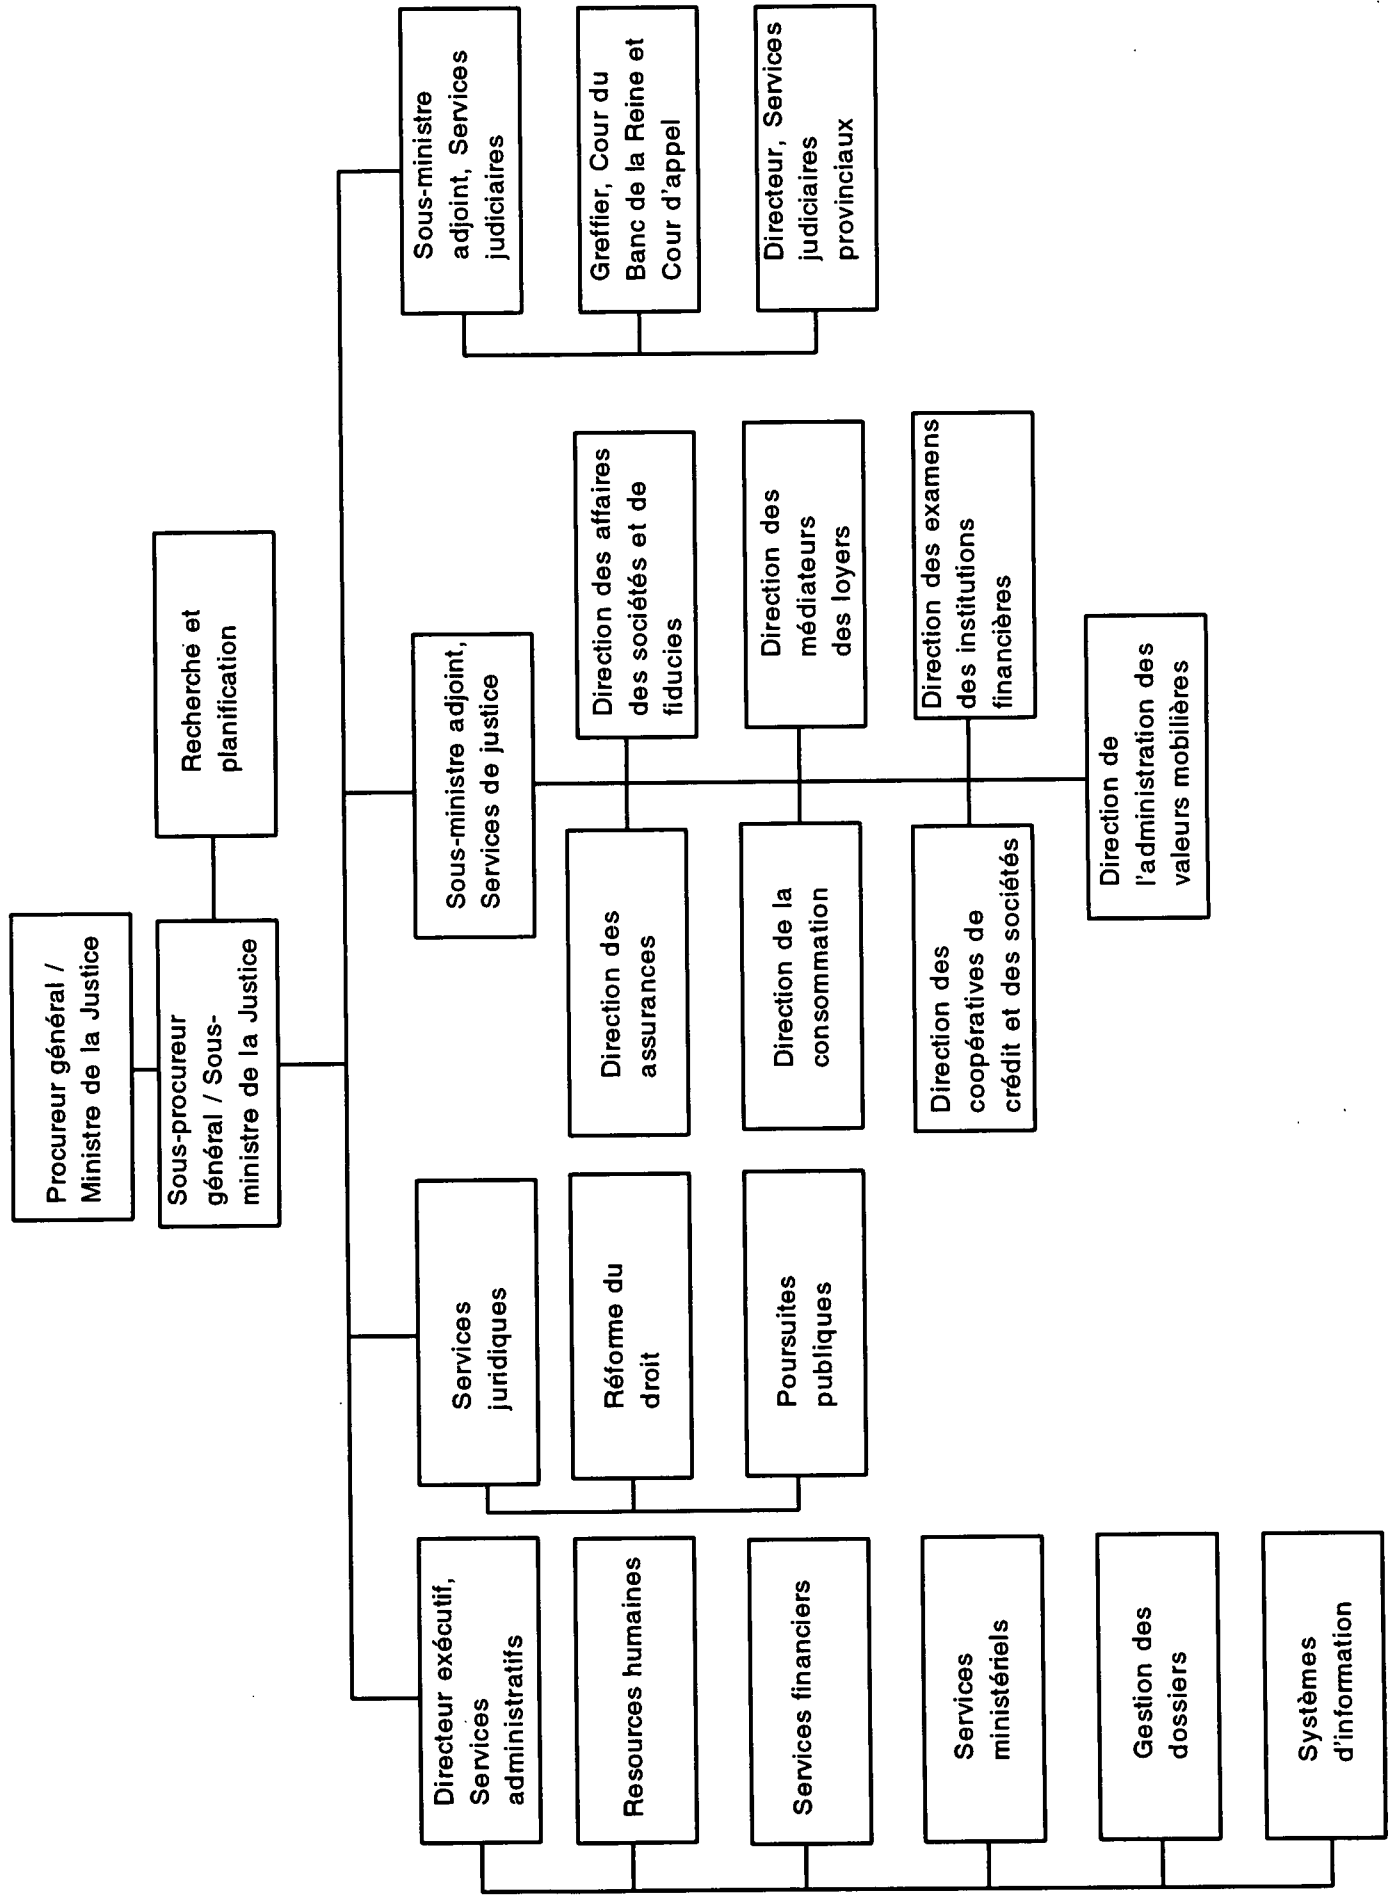 Procureur général /
Ministre de la Justice
Sous-procureur
général / Sous-
ministre de la Justice
Recherche et
planification
Directeur exécutif,
Services
administratifs
Resources humaines
Services financiers
Services
ministériels
Gestion des
dossiers
Systèmes
d'information
Services
juridiques
Réforme du
droit
Poursuites
publiques
Sous-ministre adjoint,
Services de justice
Direction des
assurances
Direction des affaires
des sociétés et de
fiducies
Direction de la
consommation
Direction des
médiateurs
des loyers
Direction des
coopératives de
crédit et des sociétés
Direction des examens
des institutions
financières
Direction de
l'administration des
valeurs mobilières
Sous-ministre
adjoint, Services
judiciaires
Greffier, Cour du
Banc de la Reine et
Cour d'appel
Directeur, Services
judiciaires
provinciaux